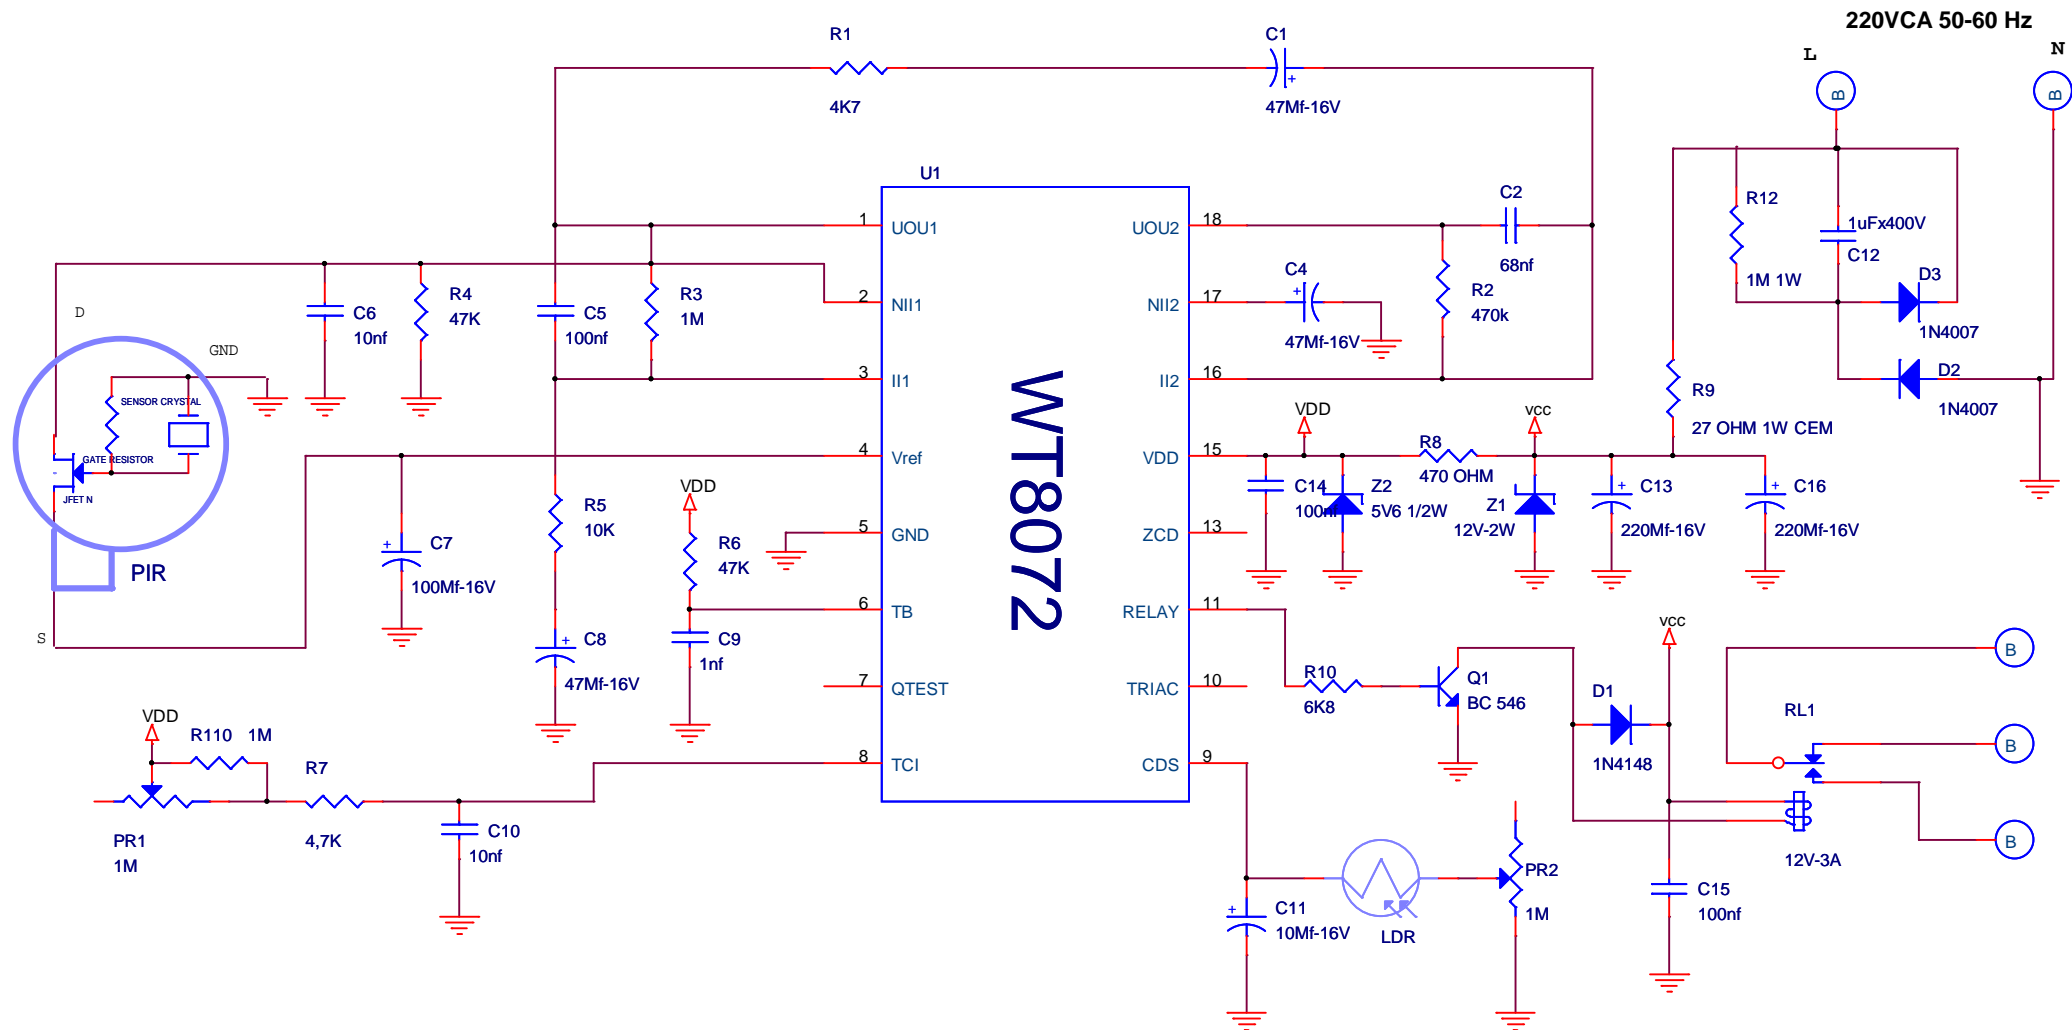 220VCA 50-60 Hz
L
N
B
B
R1
4K7
C1
47Mf-16V
U1
WT8072
1
UOU1
2
NII1
3
II1
4
Vref
5
GND
6
TB
7
QTEST
8
TCI
18
UOU2
17
NII2
16
II2
15
VDD
13
ZCD
11
RELAY
10
TRIAC
9
CDS
C2
68nf
C4
47Mf-16V
R2
470k
R12
1M 1W
1uFx400V
C12
D3
1N4007
D2
1N4007
R9
27 OHM 1W CEM
D
GND
SENSOR CRYSTAL
GATE RESISTOR
JFET N
PIR
S
C6
10nf
R4
47K
C5
100nf
R3
1M
+
C7
100Mf-16V
R5
10K
+
C8
47Mf-16V
VDD
R6
47K
C9
1nf
VDD
R110 1M
R7
4,7K
PR1
1M
C10
10nf
VDD
C14
100nf
Z2
5V6 1/2W
R8
470 OHM
vcc
Z1
12V-2W
+
C13
220Mf-16V
+
C16
220Mf-16V
R10
6K8
Q1
BC 546
vcc
D1
1N4148
RL1
12V-3A
B
B
B
C15
100nf
+
C11
10Mf-16V
LDR
PR2
1M
+
+